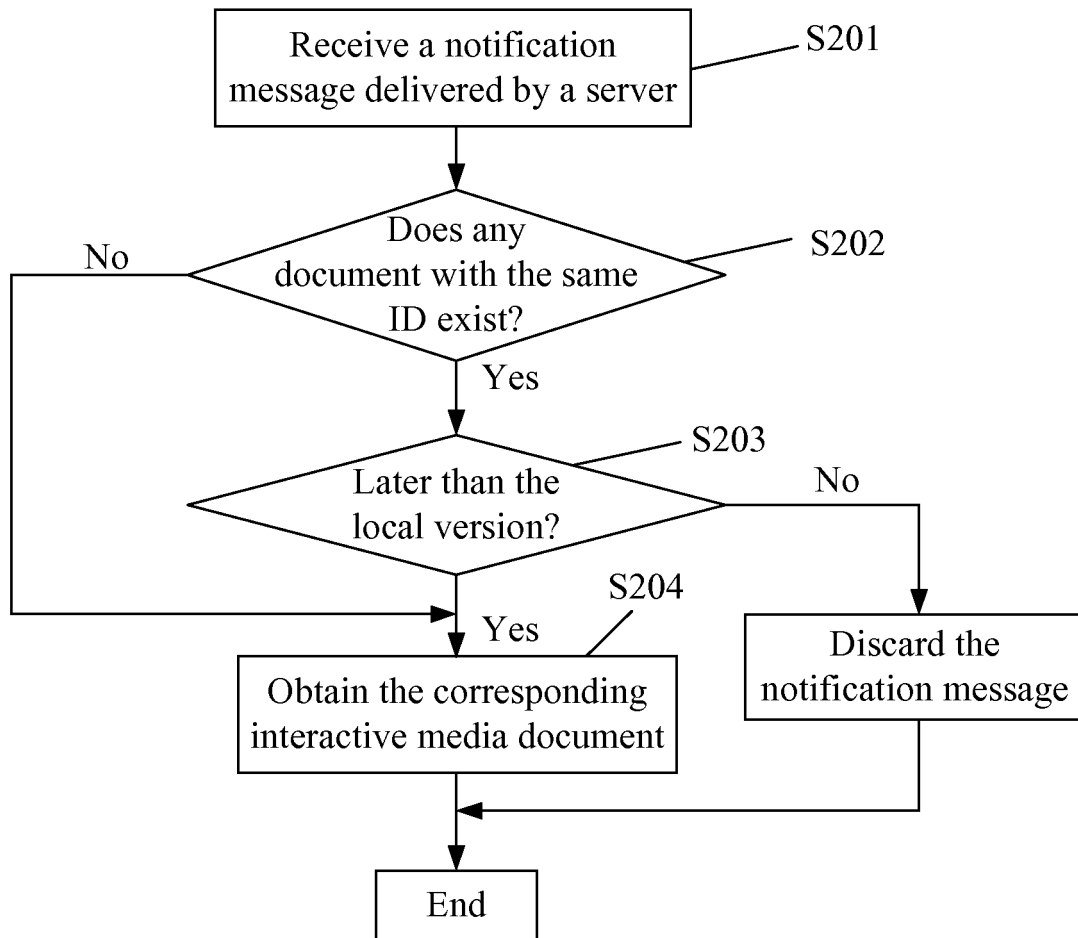 Receive a notification
message delivered by a server
S201
Does any
document with the same
ID exist?
S202
No
Yes
Later than the
local version?
S203
No
Yes
S204
Obtain the corresponding
interactive media document
Discard the
notification message
End